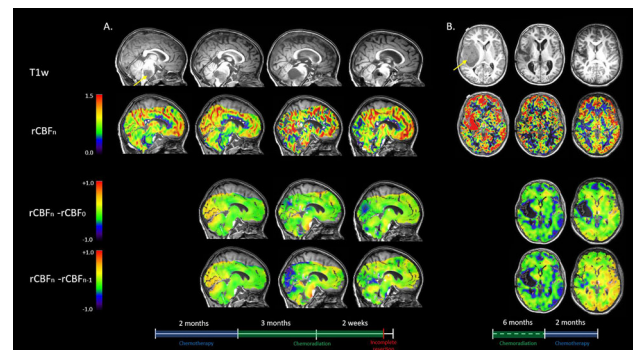 A.
B.
T1w
1.5
rCBFn
0.0
+1.0
rCBFn -rCBF0
-1.0
+1.0
rCBFn -rCBFn-1
-1.0
2 months
3 months
2 weeks
6 months
2 months
Chemotherapy
Chemoradiation
Incomplete
Chemoradiation
Chemotherapy